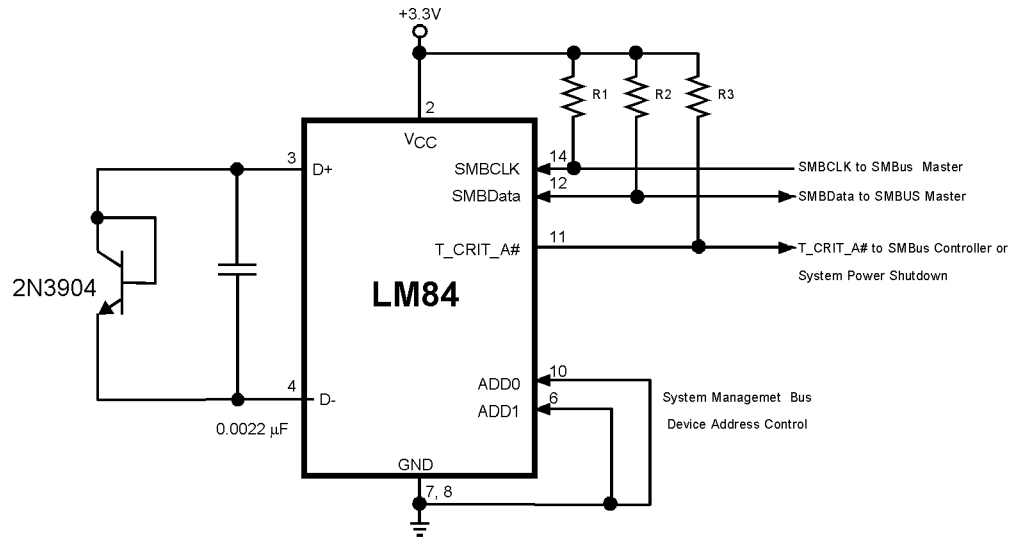 +3.3V
2
R1
R2
R3
VCC
3
D+
SMBCLK
14
SMBCLK to SMBus Master
SMBData
12
SMBData to SMBUS Master
T_CRIT_A#
11
T_CRIT_A# to SMBus Controller or
System Power Shutdown
2N3904
LM84
4
D-
0.0022 µF
ADD0
10
ADD1
6
System Managemet Bus
Device Address Control
GND
7, 8